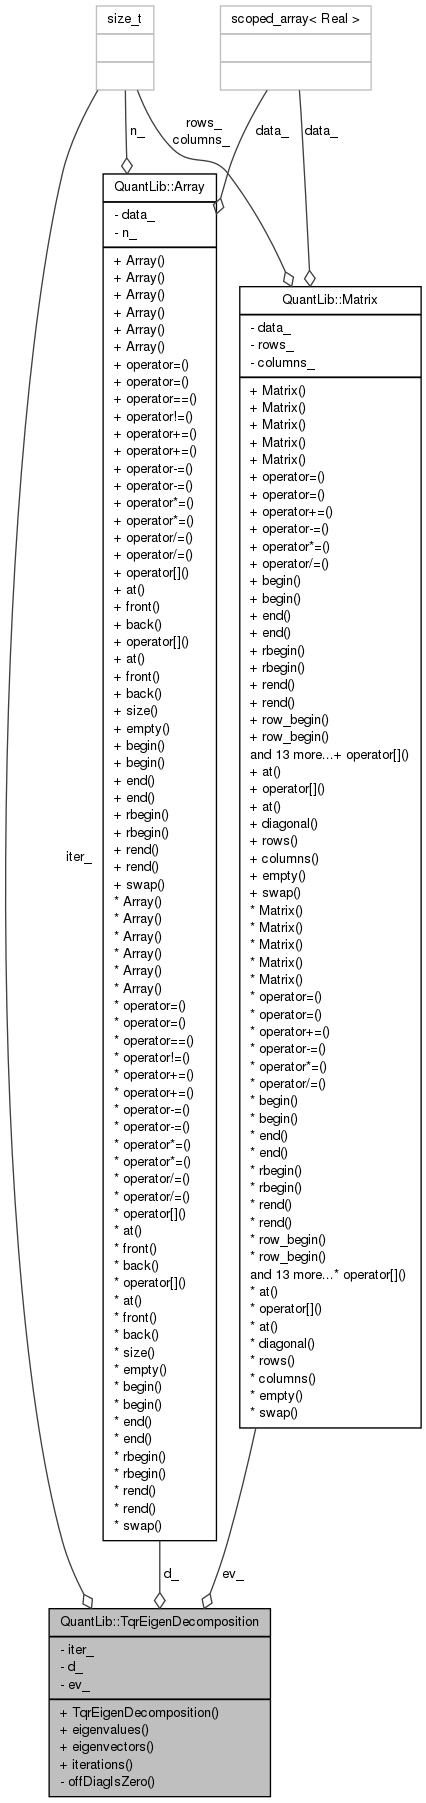 size_t
scoped_array< Real >
n_
rows_
columns_
data_
data_
QuantLib::Array
- data_
- n_
+ Array()
+ Array()
+ Array()
+ Array()
+ Array()
+ Array()
+ operator=()
+ operator=()
+ operator==()
+ operator!=()
+ operator+=()
+ operator+=()
+ operator-=()
+ operator-=()
+ operator*=()
+ operator*=()
+ operator/=()
+ operator/=()
+ operator[]()
+ at()
+ front()
+ back()
+ operator[]()
+ at()
+ front()
+ back()
+ size()
+ empty()
+ begin()
+ begin()
+ end()
+ end()
+ rbegin()
+ rbegin()
+ rend()
+ rend()
+ swap()
* Array()
* Array()
* Array()
* Array()
* Array()
* Array()
* operator=()
* operator=()
* operator==()
* operator!=()
* operator+=()
* operator+=()
* operator-=()
* operator-=()
* operator*=()
* operator*=()
* operator/=()
* operator/=()
* operator[]()
* at()
* front()
* back()
* operator[]()
* at()
* front()
* back()
* size()
* empty()
* begin()
* begin()
* end()
* end()
* rbegin()
* rbegin()
* rend()
* rend()
* swap()
QuantLib::Matrix
- data_
- rows_
- columns_
+ Matrix()
+ Matrix()
+ Matrix()
+ Matrix()
+ Matrix()
+ operator=()
+ operator=()
+ operator+=()
+ operator-=()
+ operator*=()
+ operator/=()
+ begin()
+ begin()
+ end()
+ end()
+ rbegin()
+ rbegin()
+ rend()
+ rend()
+ row_begin()
+ row_begin()
and 13 more...+ operator[]()
+ at()
+ operator[]()
+ at()
+ diagonal()
+ rows()
+ columns()
+ empty()
+ swap()
* Matrix()
* Matrix()
* Matrix()
* Matrix()
* Matrix()
* operator=()
* operator=()
* operator+=()
* operator-=()
* operator*=()
* operator/=()
* begin()
* begin()
* end()
* end()
* rbegin()
* rbegin()
* rend()
* rend()
* row_begin()
* row_begin()
and 13 more...* operator[]()
* at()
* operator[]()
* at()
* diagonal()
* rows()
* columns()
* empty()
* swap()
iter_
d_
ev_
QuantLib::TqrEigenDecomposition
- iter_
- d_
- ev_
+ TqrEigenDecomposition()
+ eigenvalues()
+ eigenvectors()
+ iterations()
- offDiagIsZero()